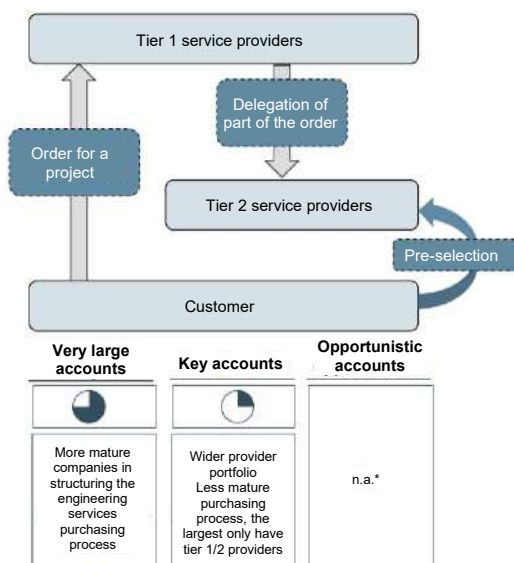 Tier 1 service providers
Delegation of
part of the order
Order for a
project
Tier 2 service providers
Pre-selection
Customer
Very large
accounts
Key accounts
Opportunistic
accounts
More mature
companies in
structuring the
engineering
services
purchasing
process
Wider provider
portfolio
Less mature
purchasing
process, the
largest only have
tier 1/2 providers
n.a.*